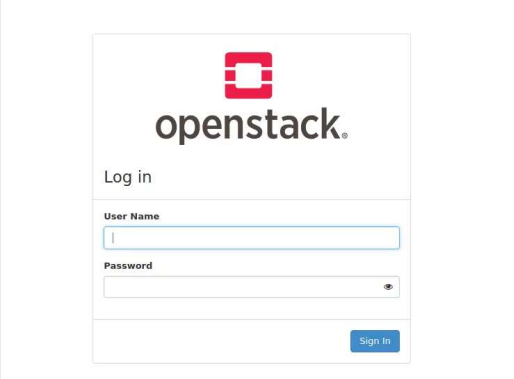 openstack®
Log in
User Name
Password
Sign In